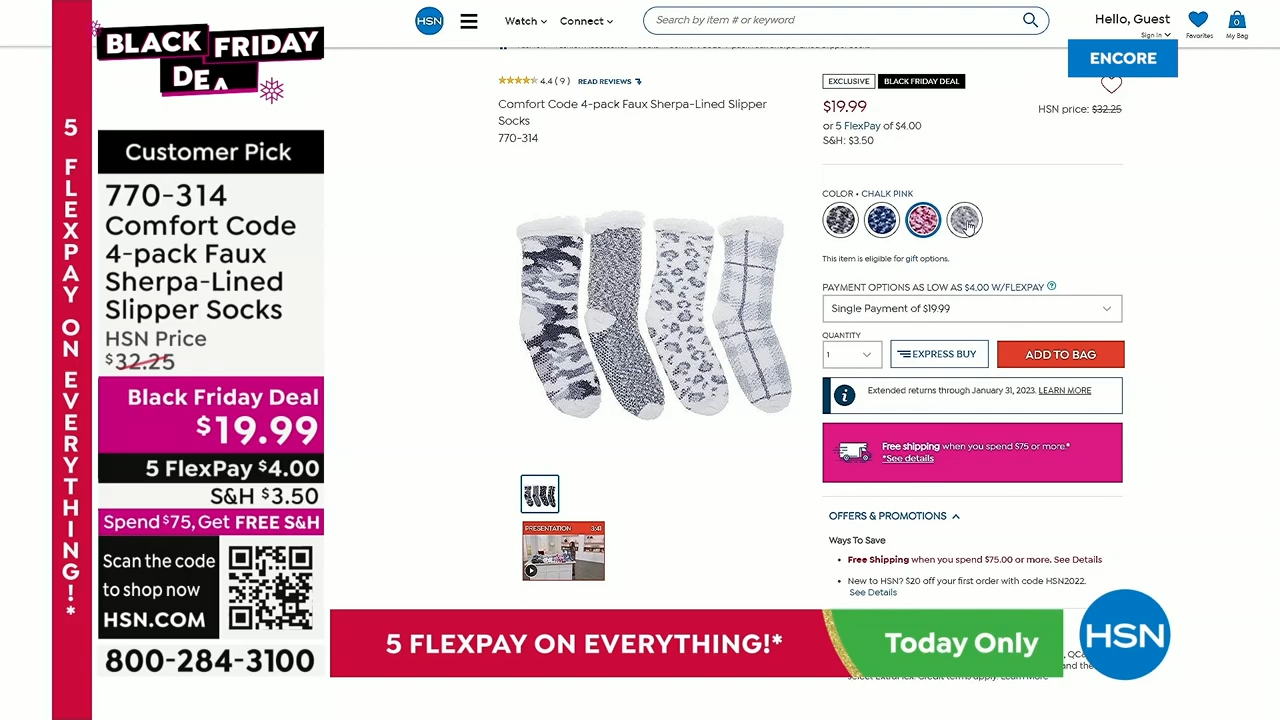 5 FLEXPAY ON EVERYTHING!*
BLACK FRIDAY
DEA
Customer Pick
770-314
Comfort Code
4-pack Faux
Sherpa-Lined
Slipper Socks
HSN Price
$32.25
Black Friday Deal
$19.99
5 FlexPay $4.00
S&H $3.50
Spend $75, Get FREE S&H
Scan the code
to shop now
HSN.COM
800-284-3100
HSN
Watch
Connect
Search by item # or keyword
Hello, Guest
Sign In
Favorites
0
My Bag
ENCORE
4.4 ( 9 ) READ REVIEWS
Comfort Code 4-pack Faux Sherpa-Lined Slipper
Socks
770-314
EXCLUSIVE
BLACK FRIDAY DEAL
$19.99
HSN price: $32.25
or 5 FlexPay of $4.00
S&H: $3.50
COLOR • CHALK PINK
This item is eligible for gift options.
PAYMENT OPTIONS AS LOW AS $4.00 W/FLEXPAY
Single Payment of $19.99
QUANTITY
1
EXPRESS BUY
ADD TO BAG
Extended returns through January 31, 2023. LEARN MORE
Free shipping when you spend $75 or more.*
*See details
PRESENTATION 3:41
OFFERS & PROMOTIONS
Ways To Save
• Free Shipping when you spend $75.00 or more. See Details
• New to HSN? $20 off your first order with code HSN2022.
See Details
5 FLEXPAY ON EVERYTHING!*
Today Only
HSN